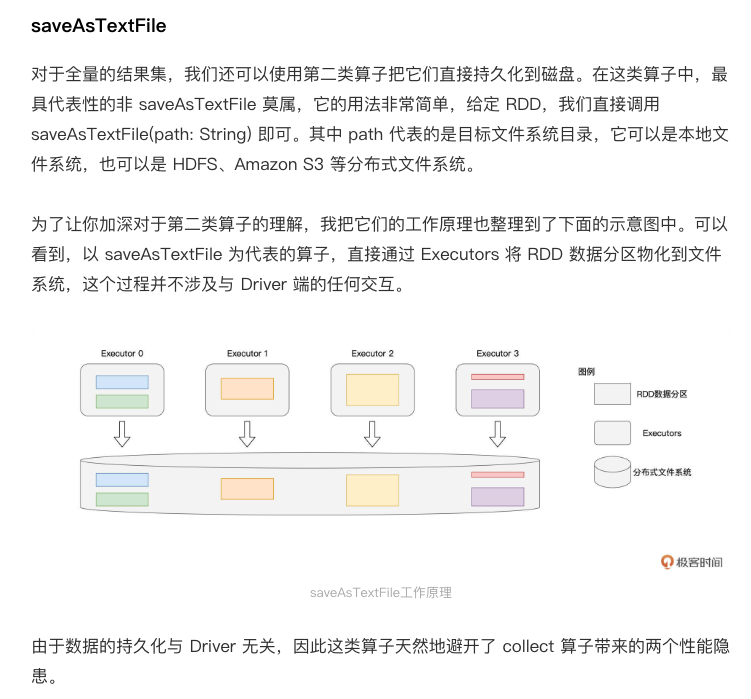 saveAsTextFile
对于全量的结果集，我们还可以使用第二类算子把它们直接持久化到磁盘。在这类算子中，最
具代表性的非 saveAsTextFile 莫属，它的用法非常简单，给定 RDD，我们直接调用
saveAsTextFile(path: String) 即可。其中 path 代表的是目标文件系统目录，它可以是本地文
件系统，也可以是 HDFS、Amazon S3 等分布式文件系统。
为了让你加深对于第二类算子的理解，我把它们的工作原理也整理到了下面的示意图中。可以
看到，以 saveAsTextFile 为代表的算子，直接通过 Executors 将 RDD 数据分区物化到文件
系统，这个过程并不涉及与 Driver 端的任何交互。
Executor 0
Executor 1
Executor 2
Executor 3
图例
RDD数据分区
Executors
分布式文件系统
极客时间
saveAsTextFile工作原理
由于数据的持久化与 Driver 无关，因此这类算子天然地避开了 collect 算子带来的两个性能隐
患。